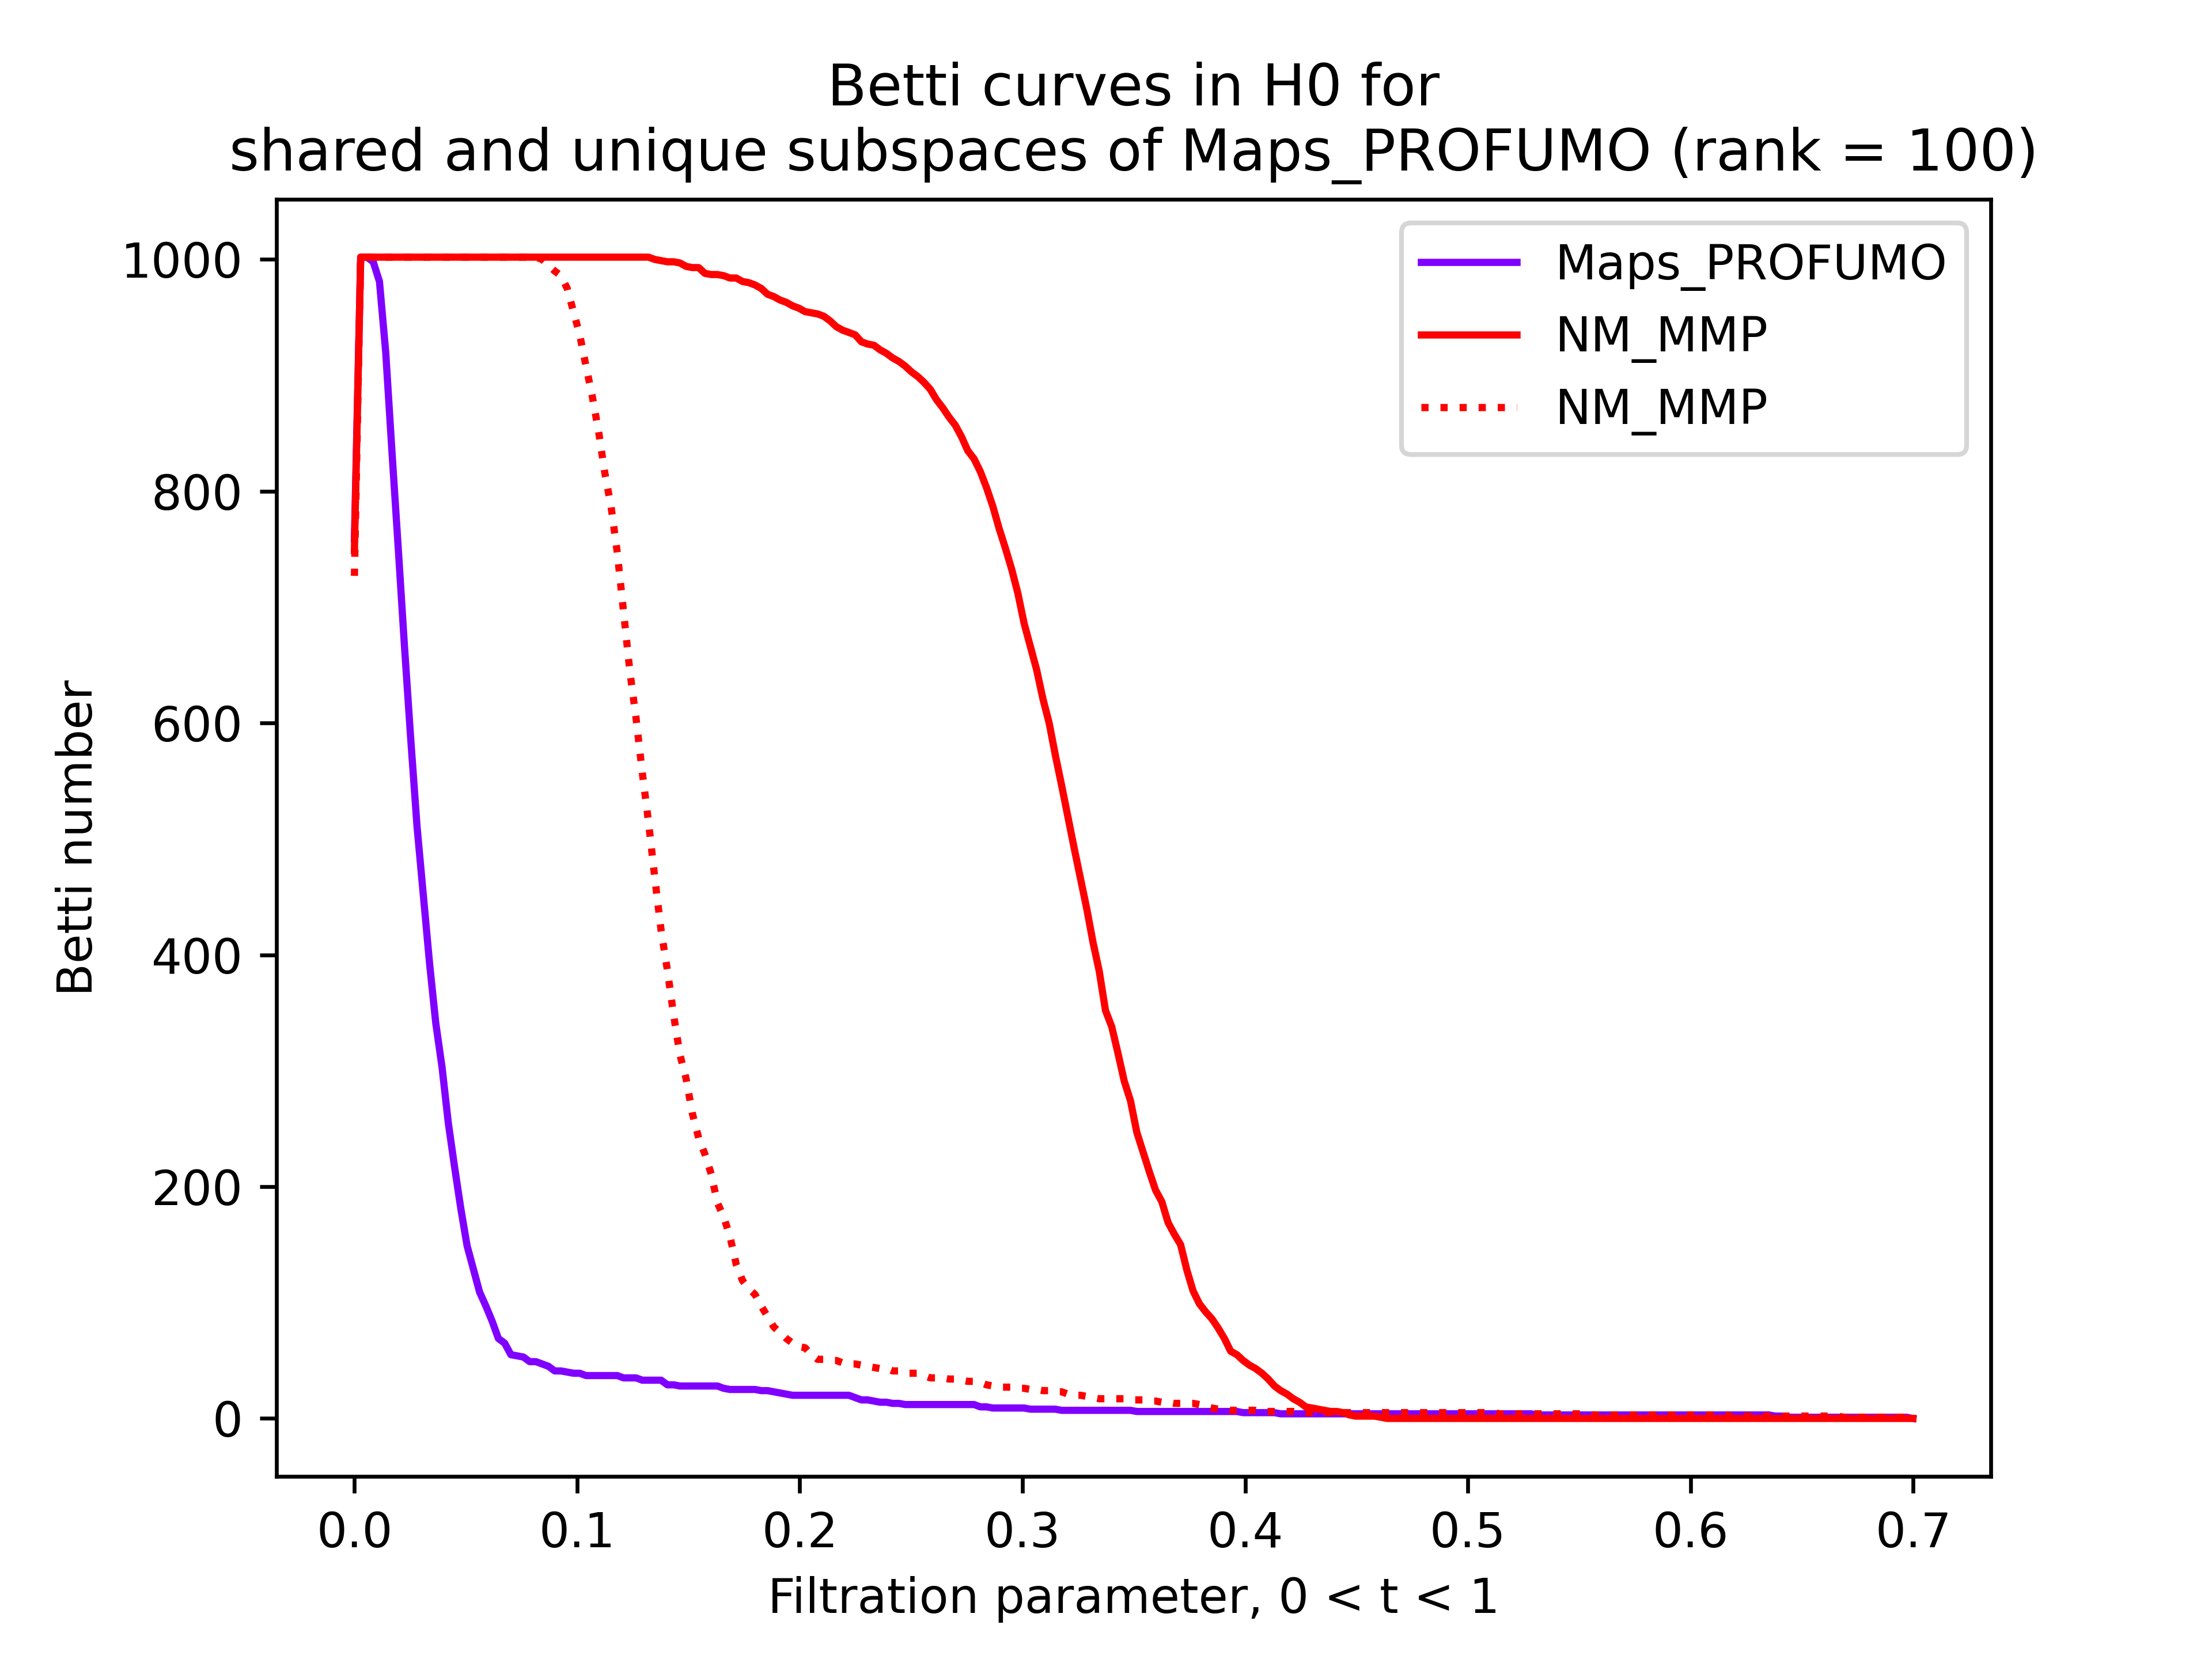 Betti curves in H0 for
shared and unique subspaces of Maps_PROFUMO (rank = 100)
Maps_PROFUMO
NM_MMP
NM_MMP
1000
800
600
400
200
0
Betti number
0.0 0.1 0.2 0.3 0.4 0.5 0.6 0.7
Filtration parameter, 0 < t < 1